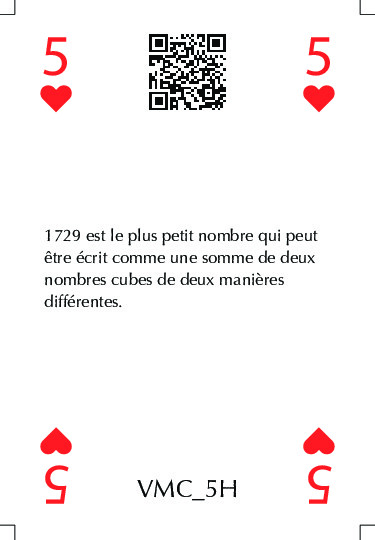 5
5
1729 est le plus petit nombre qui peut
être écrit comme une somme de deux
nombres cubes de deux manières
différentes.
5
VMC_5H
5